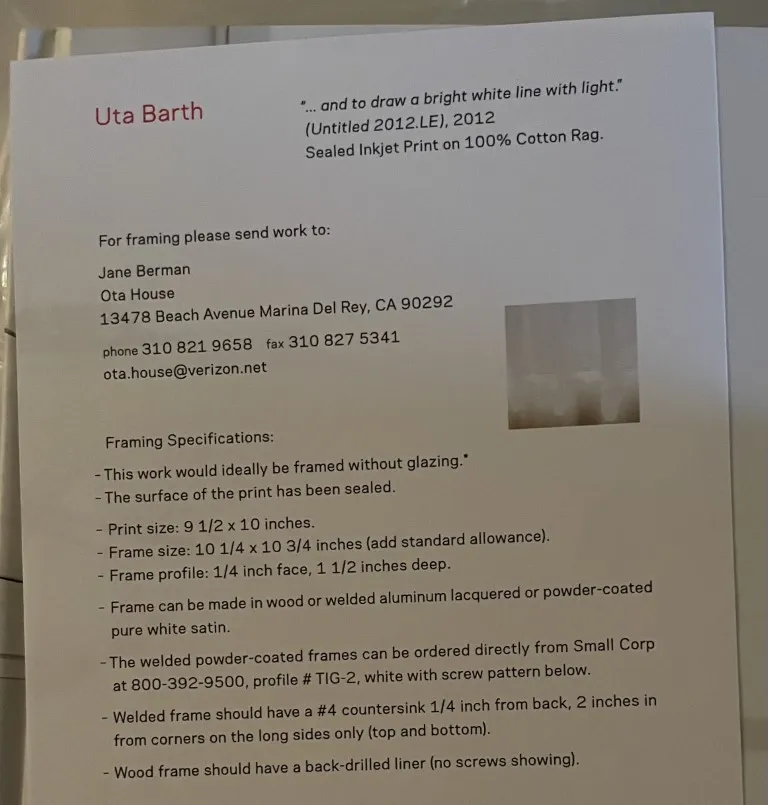 Uta Barth
"... and to draw a bright white line with light."
(Untitled 2012.LE), 2012
Sealed Inkjet Print on 100% Cotton Rag.
For framing please send work to:
Jane Berman
Ota House
13478 Beach Avenue Marina Del Rey, CA 90292
phone 310 821 9658 fax 310 827 5341
ota.house@verizon.net
Framing Specifications:
- This work would ideally be framed without glazing.*
- The surface of the print has been sealed.
- Print size: 9 1/2 x 10 inches.
- Frame size: 10 1/4 x 10 3/4 inches (add standard allowance).
- Frame profile: 1/4 inch face, 1 1/2 inches deep.
- Frame can be made in wood or welded aluminum lacquered or powder-coated
pure white satin.
- The welded powder-coated frames can be ordered directly from Small Corp
at 800-392-9500, profile # TIG-2, white with screw pattern below.
- Welded frame should have a #4 countersink 1/4 inch from back, 2 inches in
from corners on the long sides only (top and bottom).
- Wood frame should have a back-drilled liner (no screws showing).